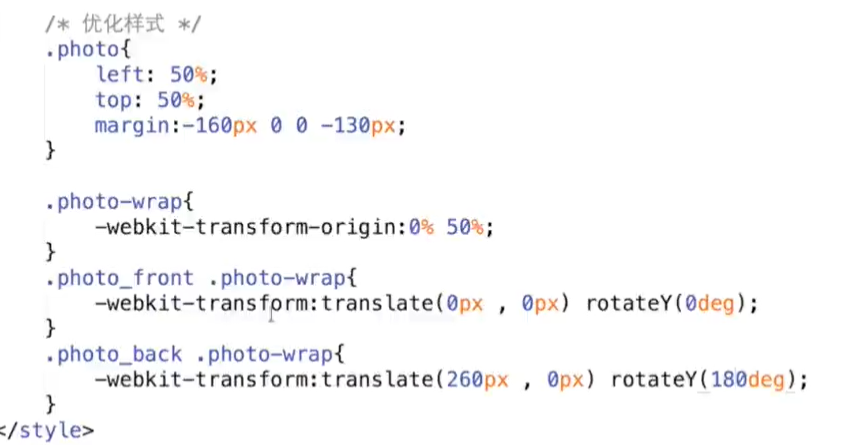 /* 优化样式 */
.photo{
left: 50%;
top: 50%;
margin:-160px 0 0 -130px;
}
.photo-wrap{
-webkit-transform-origin:0% 50%;
}
.photo_front .photo-wrap{
-webkit-transform:translate(0px , 0px) rotateY(0deg);
}
.photo_back .photo-wrap{
-webkit-transform:translate(260px , 0px) rotateY(180deg);
}
</style>